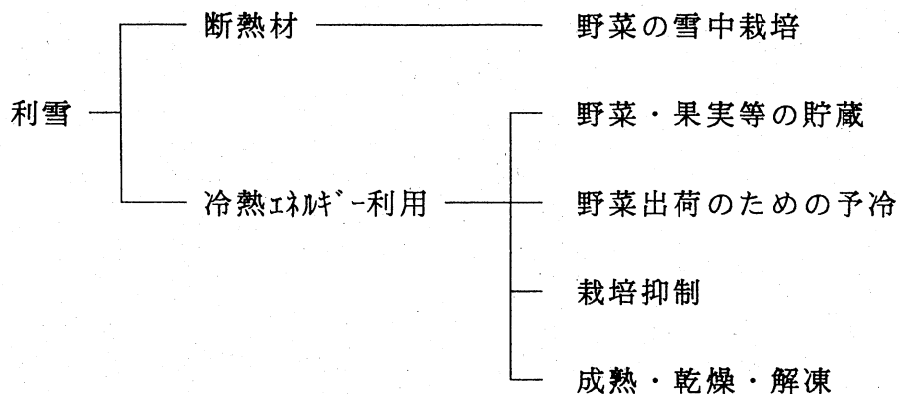 断熱材
野菜の雪中栽培
利雪
野菜・果実等の貯蔵
冷熱ｴﾈﾙｷﾞｰ利用
野菜出荷のための予冷
栽培抑制
成熟・乾燥・解凍